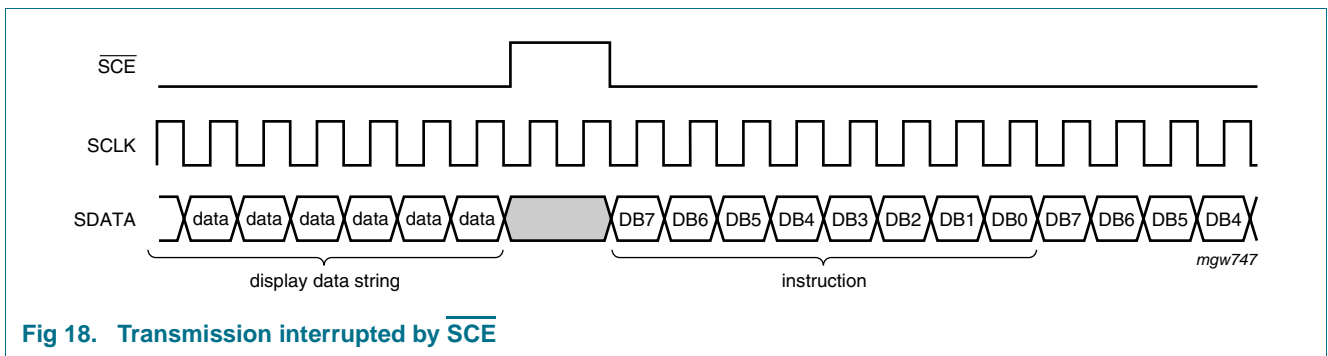 SCE
SCLK
SDATA data data data data data data DB7 DB6 DB5 DB4 DB3 DB2 DB1 DB0 DB7 DB6 DB5 DB4
mgw747
display data string instruction
Fig 18. Transmission interrupted by SCE